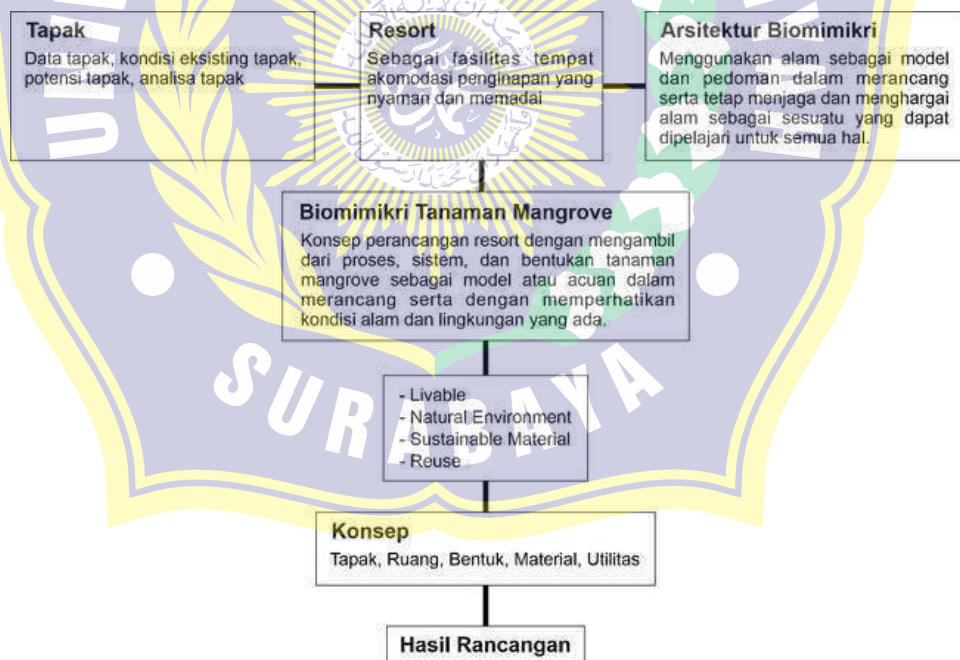 Tapak
Data tapak, kondisi eksisting tapak,
potensi tapak, analisa tapak
Resort
Sebagai fasilitas tempat
akomodasi penginapan yang
nyaman dan memadai
Arsitektur Biomimikri
Menggunakan alam sebagai model
dan pedoman dalam merancang
serta tetap menjaga dan menghargai
alam sebagai sesuatu yang dapat
dipelajari untuk semua hal.
Biomimikri Tanaman Mangrove
Konsep perancangan resort dengan mengambil
dari proses, sistem, dan bentukan tanaman
mangrove sebagai model atau acuan dalam
merancang serta dengan memperhatikan
kondisi alam dan lingkungan yang ada.
- Livable
- Natural Environment
- Sustainable Material
- Reuse
SURABAYA
Konsep
Tapak, Ruang, Bentuk, Material, Utilitas
Hasil Rancangan